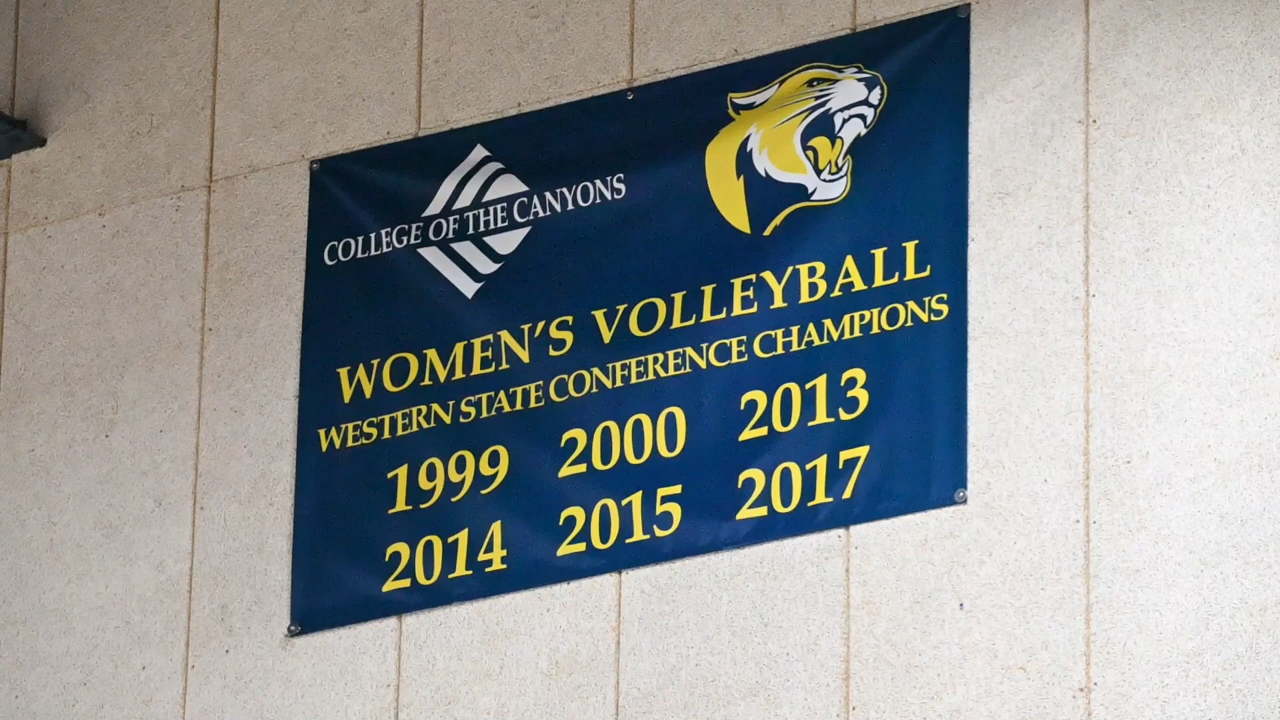 COLLEGE OF THE CANYONS
WOMEN'S VOLLEYBALL
WESTERN STATE CONFERENCE CHAMPIONS
1999 2000 2013
2014 2015 2017